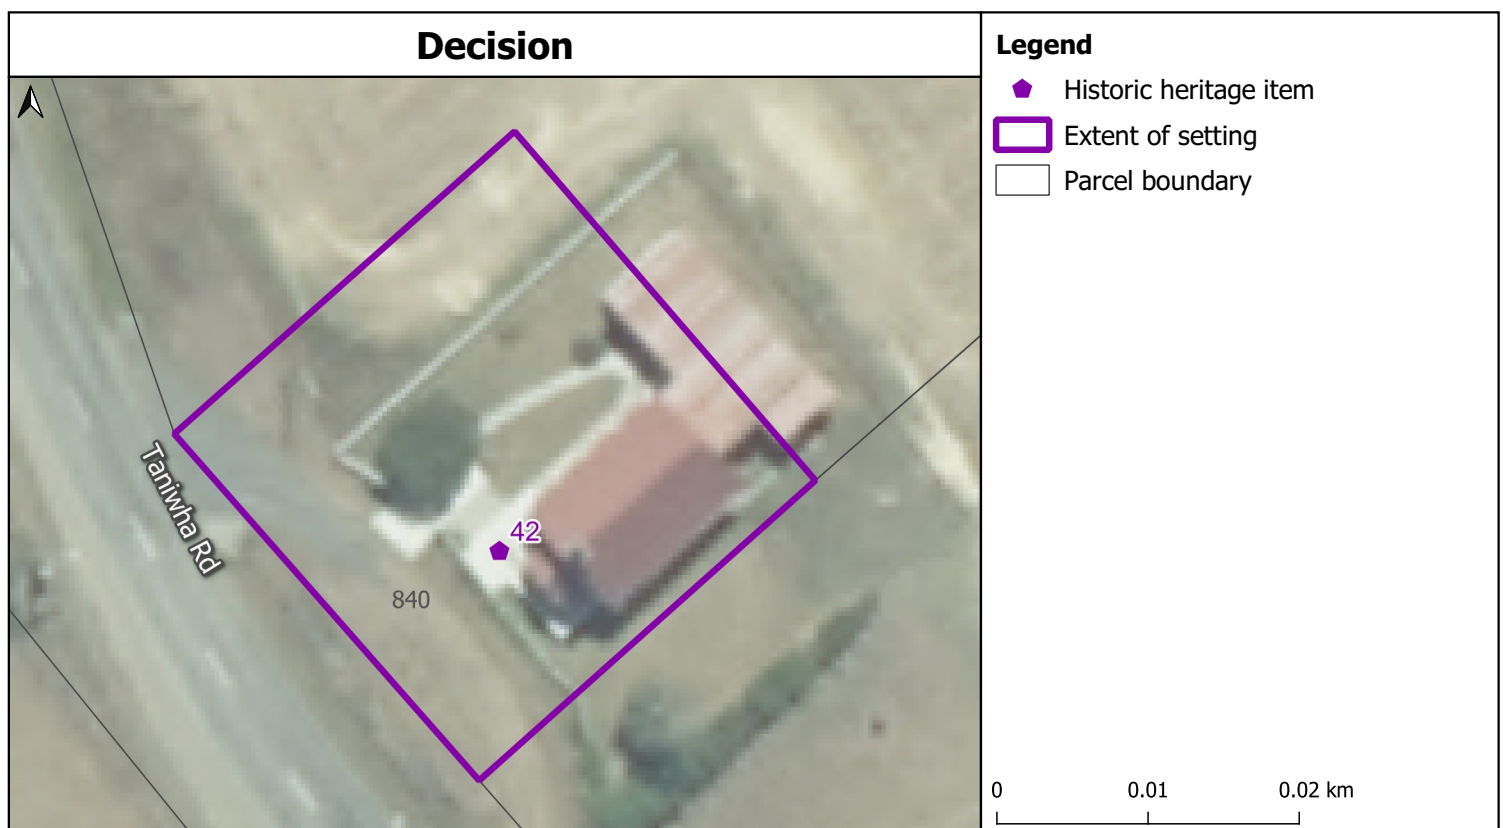 Decision
Legend
Historic heritage item
Extent of setting
Parcel boundary
Taniwha Rd
42
840
0 0.01 0.02 km